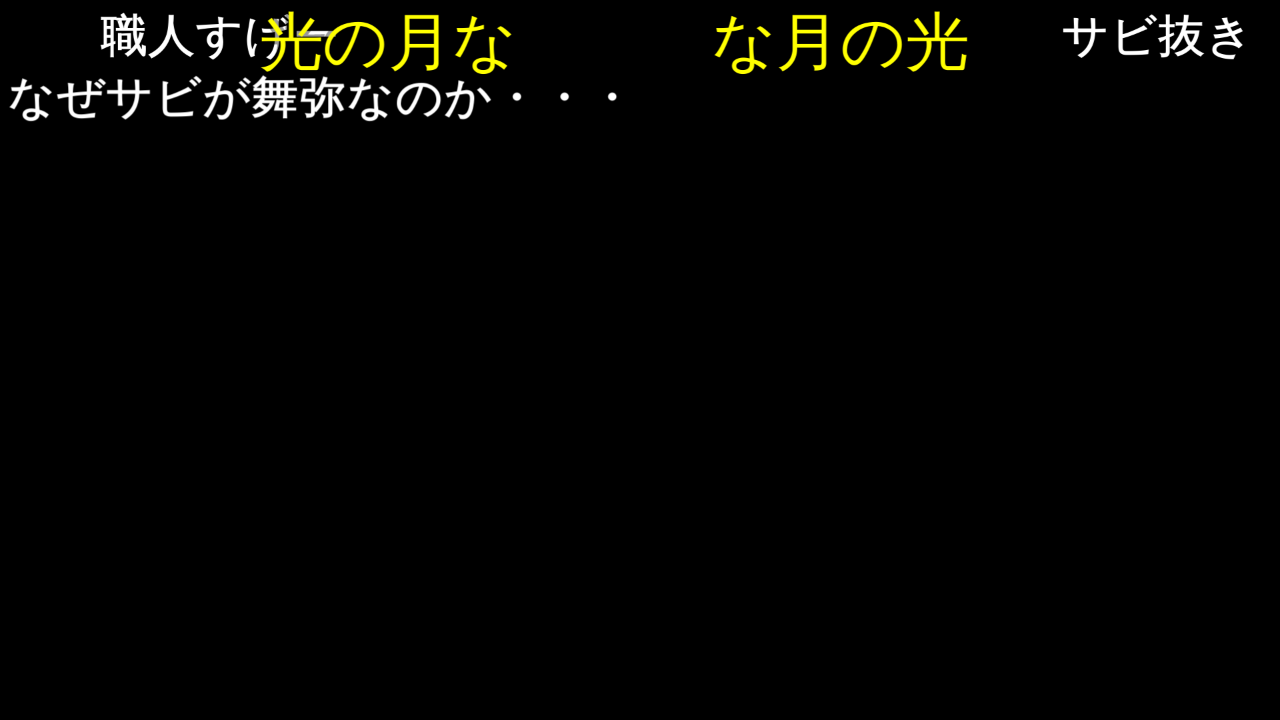 職人すげー
光の月な
な月の光
サビ抜き
なぜサビが舞弥なのか・・・